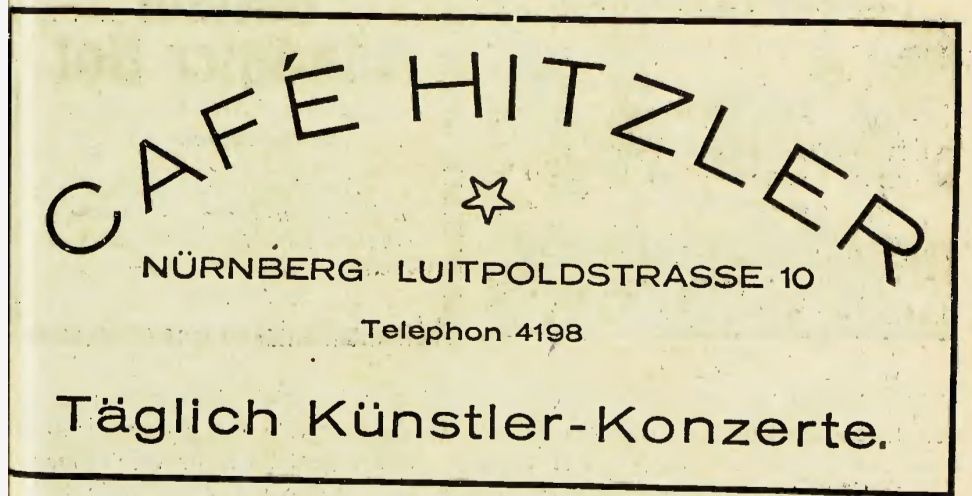 CAFÉ HITZLER
NÜRNBERG LUITPOLDSTRASSE 10
Telephon 4198
Täglich Künstler-Konzerte.